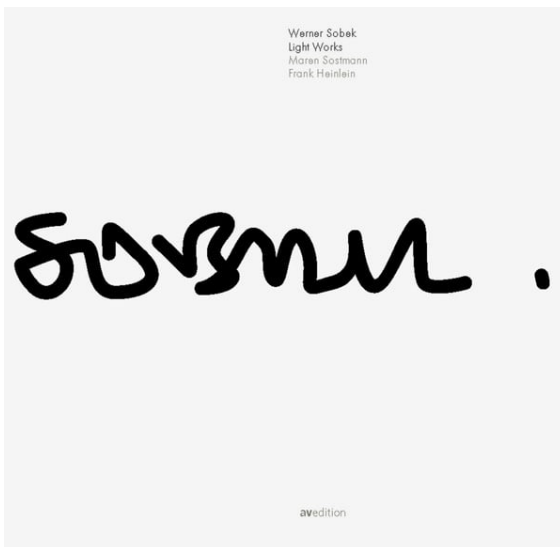 Werner Sobek
Light Works
Maren Sostmann
Frank Heinlein
avedition